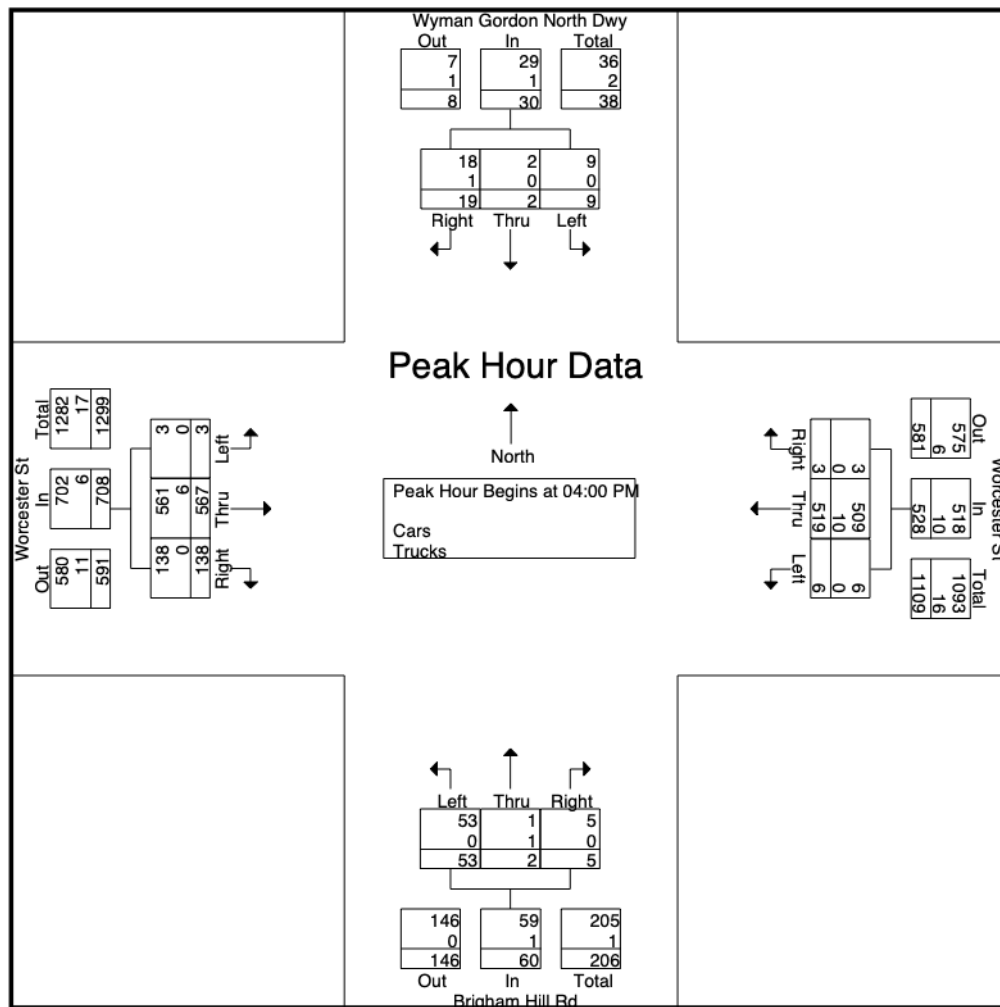 Wyman Gordon North Dwy
Out In Total
7 29 36
1 1 2
8 30 38
18 2 9
1 0 0
19 2 9
Right Thru Left
Peak Hour Data
North
Peak Hour Begins at 04:00 PM
Cars
Trucks
Worcester St
Out In Total
580 702 1282
11 6 17
591 708 1299
138 561 3
0 6 0
138 567 3
Right Thru Left
Worcester St
Out In Total
575 518 1093
6 10 16
581 528 1109
3 509 6
0 10 0
3 519 6
Right Thru Left
Left Thru Right
53 1 5
0 1 0
53 2 5
146 59 205
0 1 1
146 60 206
Out In Total
Brigham Hill Rd